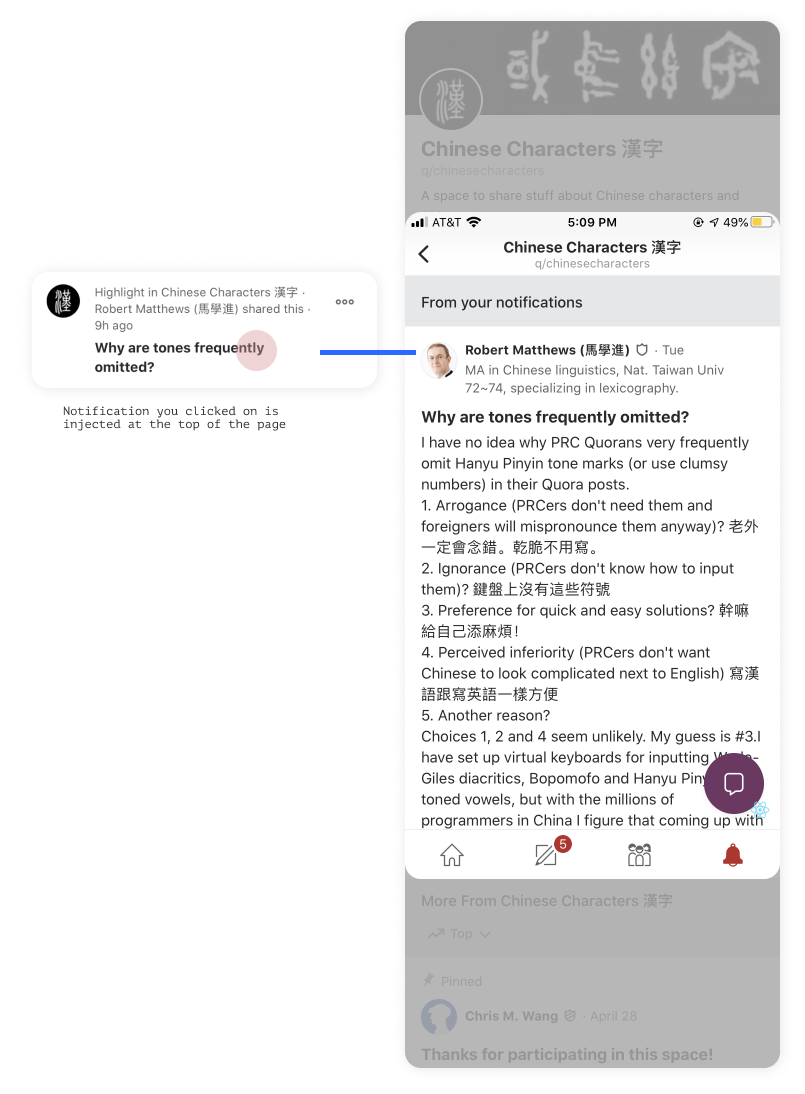 Chinese Characters 漢字
q/chinesecharacters
A space to share stuff about Chinese characters and
AT&T
5:09 PM
49%
Chinese Characters 漢字
q/chinesecharacters
From your notifications
漢
Highlight in Chinese Characters 漢字 ·
Robert Matthews (馬學進) shared this ·
9h ago
Why are tones frequently
omitted?
Notification you clicked on is
injected at the top of the page
Robert Matthews (馬學進) · Tue
MA in Chinese linguistics, Nat. Taiwan Univ
72~74, specializing in lexicography.
Why are tones frequently omitted?
I have no idea why PRC Quorans very frequently
omit Hanyu Pinyin tone marks (or use clumsy
numbers) in their Quora posts.
1. Arrogance (PRCers don't need them and
foreigners will mispronounce them anyway)? 老外
一定會念錯。乾脆不用寫。
2. Ignorance (PRCers don't know how to input
them)? 鍵盤上沒有這些符號
3. Preference for quick and easy solutions? 幹嘛
給自己添麻煩！
4. Perceived inferiority (PRCers don't want
Chinese to look complicated next to English) 寫漢
語跟寫英語一樣方便
5. Another reason?
Choices 1, 2 and 4 seem unlikely. My guess is #3.I
have set up virtual keyboards for inputting Wade-
Giles diacritics, Bopomofo and Hanyu Pinyin
toned vowels, but with the millions of
programmers in China I figure that coming up with
5
More From Chinese Characters 漢字
Top
Pinned
Chris M. Wang · April 28
Thanks for participating in this space!